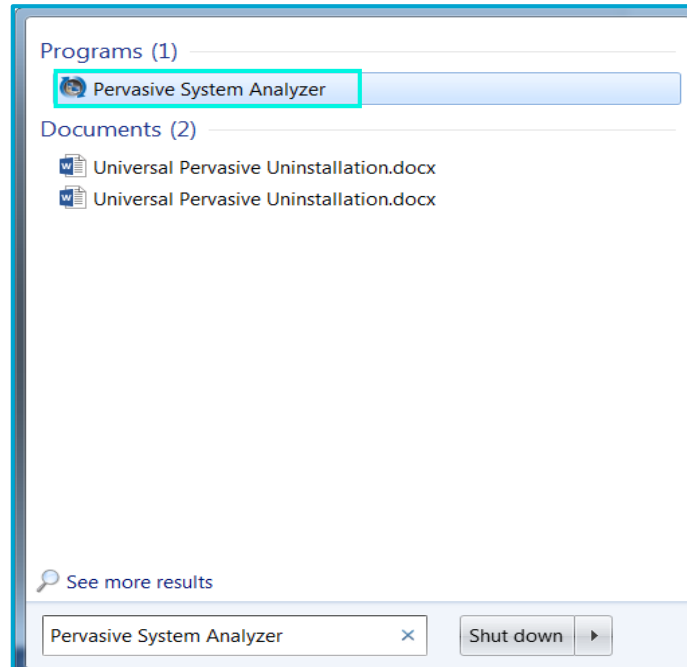 Programs (1)
Pervasive System Analyzer
Documents (2)
Universal Pervasive Uninstallation.docx
Universal Pervasive Uninstallation.docx
See more results
Pervasive System Analyzer
Shut down